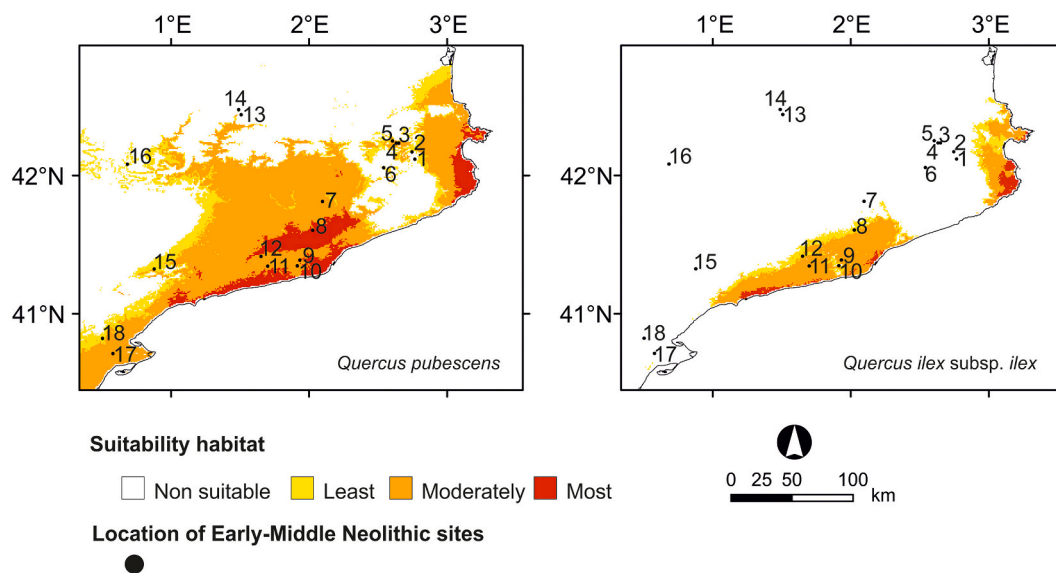 1°E 2°E 3°E
1°E 2°E 3°E
14
13
5 3 2
4 1
16
6
42°N
7
8
12 9
11 10
15
41°N
18
17
Quercus pubescens
14
13
5 3 2
4 1
16
6
42°N
7
8
12 9
11 10
15
41°N
18
17
Quercus ilex subsp. ilex
Suitability habitat
Non suitable Least Moderately Most
0 25 50 100
km
Location of Early-Middle Neolithic sites